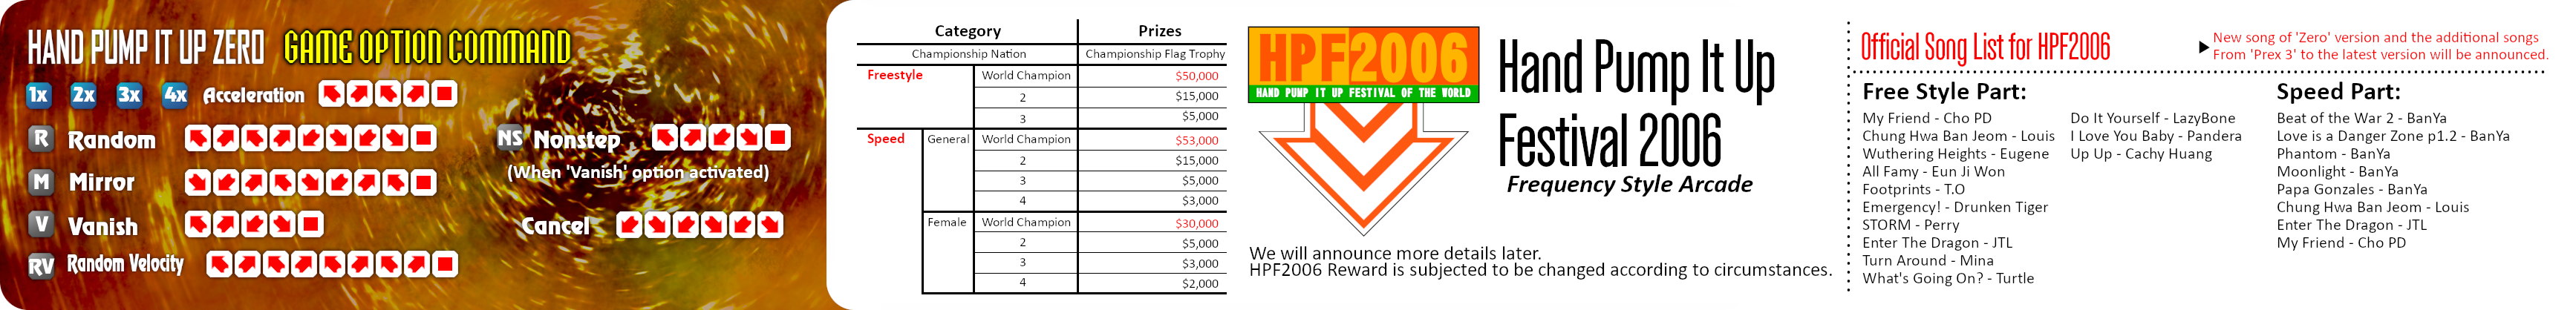 HAND PUMP IT UP ZERO GAME OPTION COMMAND
1x 2x 3x 4x Acceleration
R Random
NS Nonstep
(When 'Vanish' option activated)
M Mirror
V Vanish
Cancel
RV Random Velocity
Category Prizes
Championship Nation Championship Flag Trophy
Freestyle World Champion $50,000
2 $15,000
3 $5,000
Speed General World Champion $53,000
2 $15,000
3 $5,000
4 $3,000
Female World Champion $30,000
2 $5,000
3 $3,000
4 $2,000
HPF2006
HAND PUMP IT UP FESTIVAL OF THE WORLD
Hand Pump It Up
Festival 2006
Frequency Style Arcade
We will announce more details later.
HPF2006 Reward is subjected to be changed according to circumstances.
Official Song List for HPF2006
New song of 'Zero' version and the additional songs
From 'Prex 3' to the latest version will be announced.
Free Style Part:
My Friend - Cho PD
Chung Hwa Ban Jeom - Louis
Wuthering Heights - Eugene
All Famy - Eun Ji Won
Footprints - T.O
Emergency! - Drunken Tiger
STORM - Perry
Enter The Dragon - JTL
Turn Around - Mina
What's Going On? - Turtle
Do It Yourself - LazyBone
I Love You Baby - Pandera
Up Up - Cachy Huang
Speed Part:
Beat of the War 2 - BanYa
Love is a Danger Zone p1.2 - BanYa
Phantom - BanYa
Moonlight - BanYa
Papa Gonzales - BanYa
Chung Hwa Ban Jeom - Louis
Enter The Dragon - JTL
My Friend - Cho PD